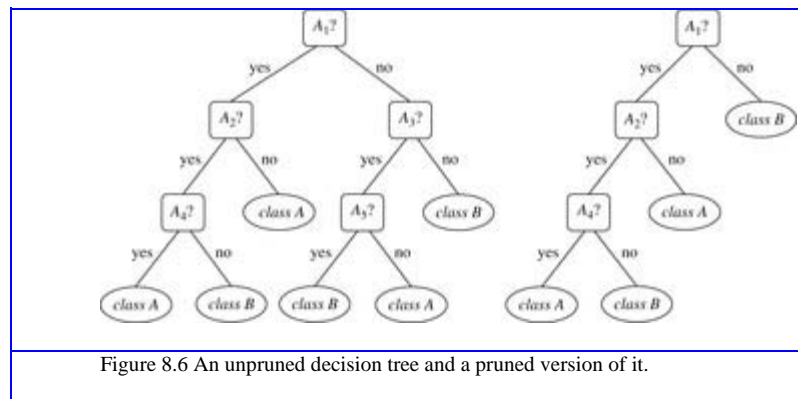 A1? A1?
yes no yes no
A2? A3? A2? class B
yes no yes no yes no
A4? class A A5? class B A4? class A
yes no yes no yes no
class A class B class B class A class A class B
Figure 8.6 An unpruned decision tree and a pruned version of it.